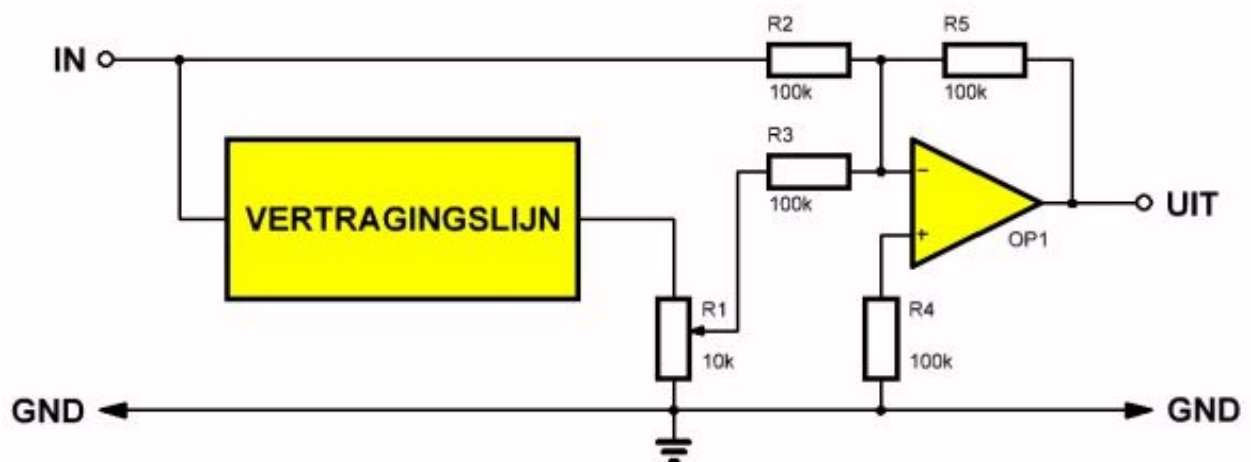 IN
R2
100k
R5
100k
R3
100k
VERTRAGINGSLIJN
-
+
OP1
UIT
R1
10k
R4
100k
GND
GND